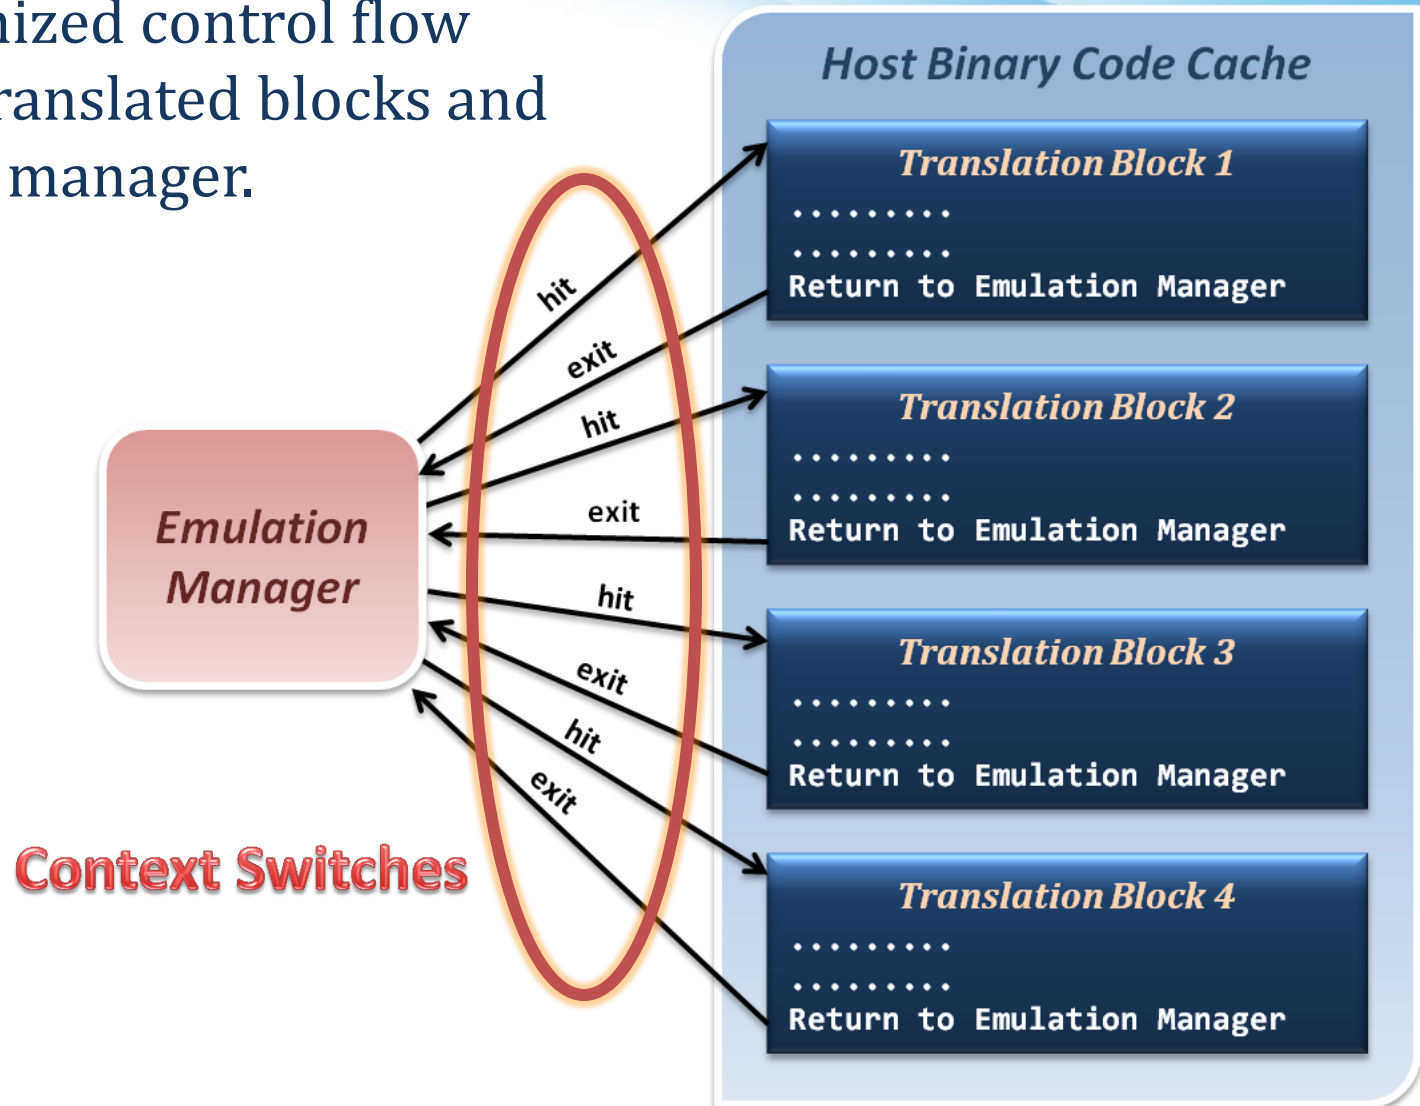 nized control flow
ranslated blocks and
manager.
Host Binary Code Cache
Translation Block 1
.........
.........
Return to Emulation Manager
Translation Block 2
.........
.........
Return to Emulation Manager
Translation Block 3
.........
.........
Return to Emulation Manager
Translation Block 4
.........
.........
Return to Emulation Manager
hit
exit
hit
exit
hit
exit
hit
exit
Emulation
Manager
Context Switches